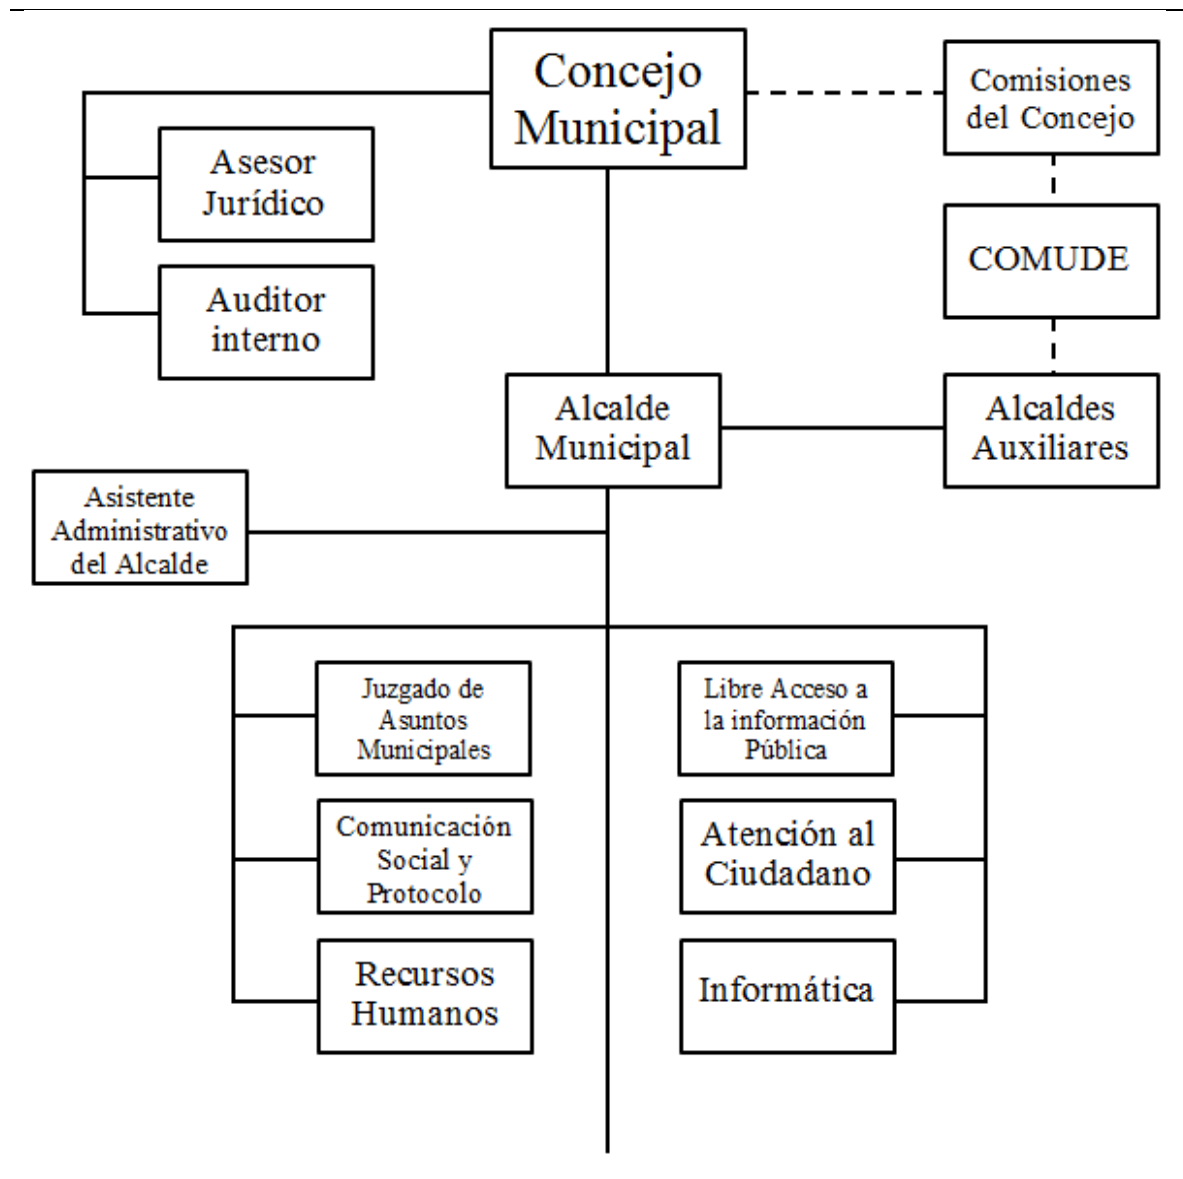 Concejo
Municipal
Comisiones
del Concejo
Asesor
Jurídico
COMUDE
Auditor
interno
Alcalde
Municipal
Alcaldes
Auxiliares
Asistente
Administrativo
del Alcalde
Juzgado de
Asuntos
Municipales
Libre Acceso a
la información
Pública
Comunicación
Social y
Protocolo
Atención al
Ciudadano
Recursos
Humanos
Informática